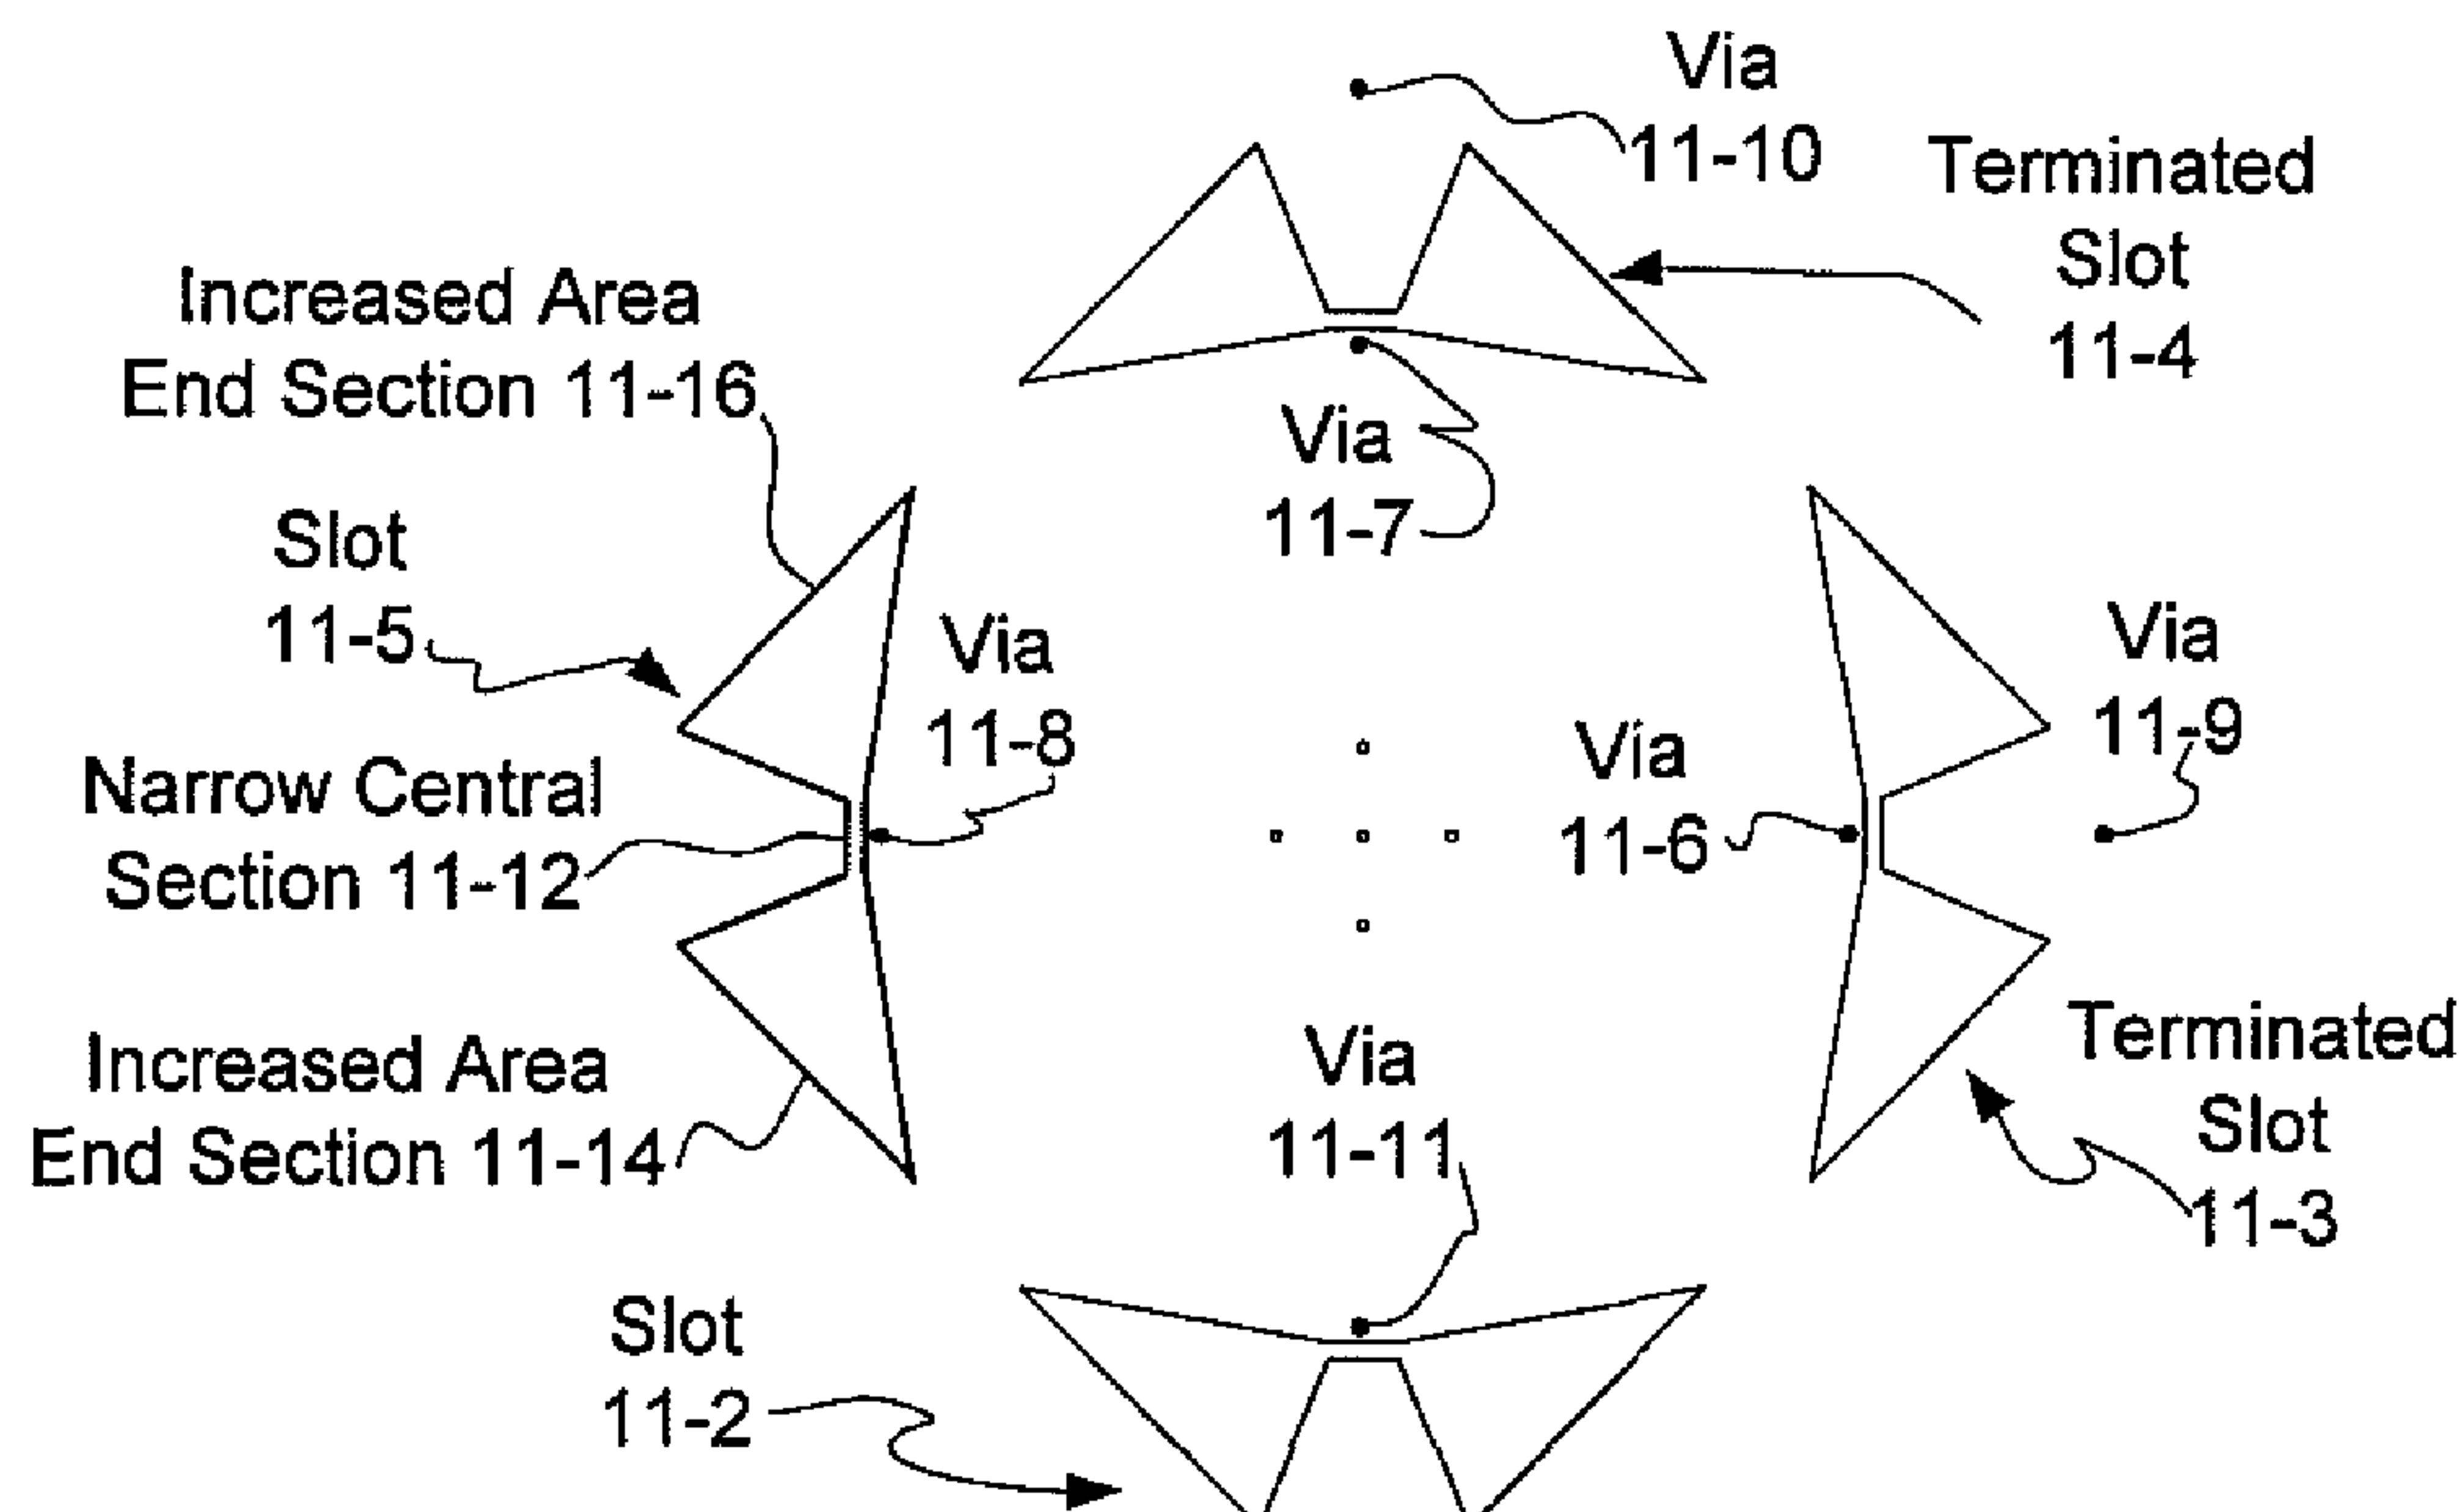 Via
11-10
Terminated
Slot
11-4
Increased Area
End Section 11-16
Via
11-7
Slot
11-5
Via
11-8
Via
11-9
Via
11-6
Narrow Central
Section 11-12
Increased Area
End Section 11-14
Via
11-11
Terminated
Slot
11-3
Slot
11-2